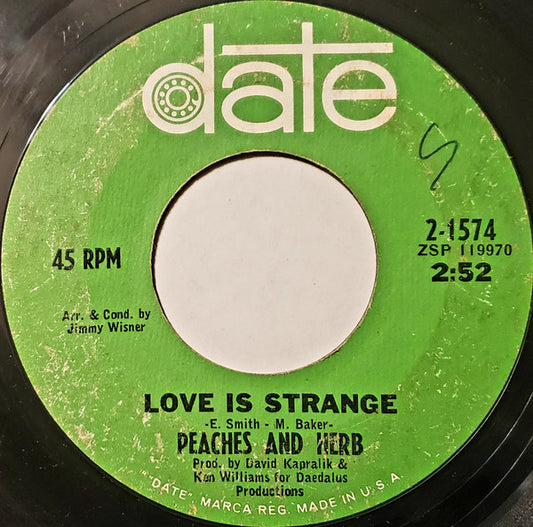 date
2-1574
ZSP 119970
2:52
45 RPM
Arr. & Cond. by
Jimmy Wisner
LOVE IS STRANGE
-E. Smith - M. Baker-
PEACHES AND HERB
Prod. by David Kapralik &
Ken Williams for Daedalus
Productions
"DATE" MARCA REG. MADE IN U.S.A.